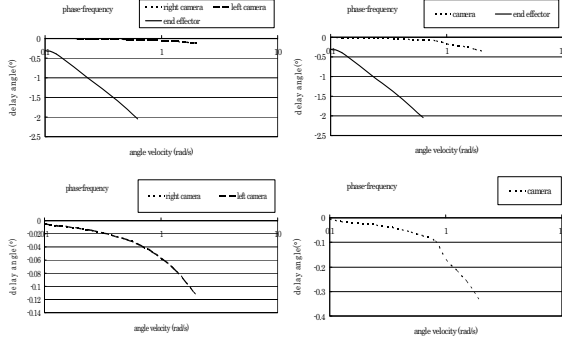 phase-frequency
right camera
left camera
end effector
0
-0.5
-1
-1.5
-2
-2.5
0.1
1
10
delay angle(°)
angle velocity (rad/s)
phase-frequency
camera
end effector
0
-0.5
-1
-1.5
-2
-2.5
0.1
1
delay angle(°)
angle velocity (rad/s)
phase-frequency
right camera
left camera
0
-0.02
-0.04
-0.06
-0.08
-0.1
-0.12
-0.14
0.1
1
10
delay angle(°)
angle velocity (rad/s)
phase-frequency
camera
0
-0.1
-0.2
-0.3
-0.4
0.1
1
delay angle(°)
angle velocity (rad/s)